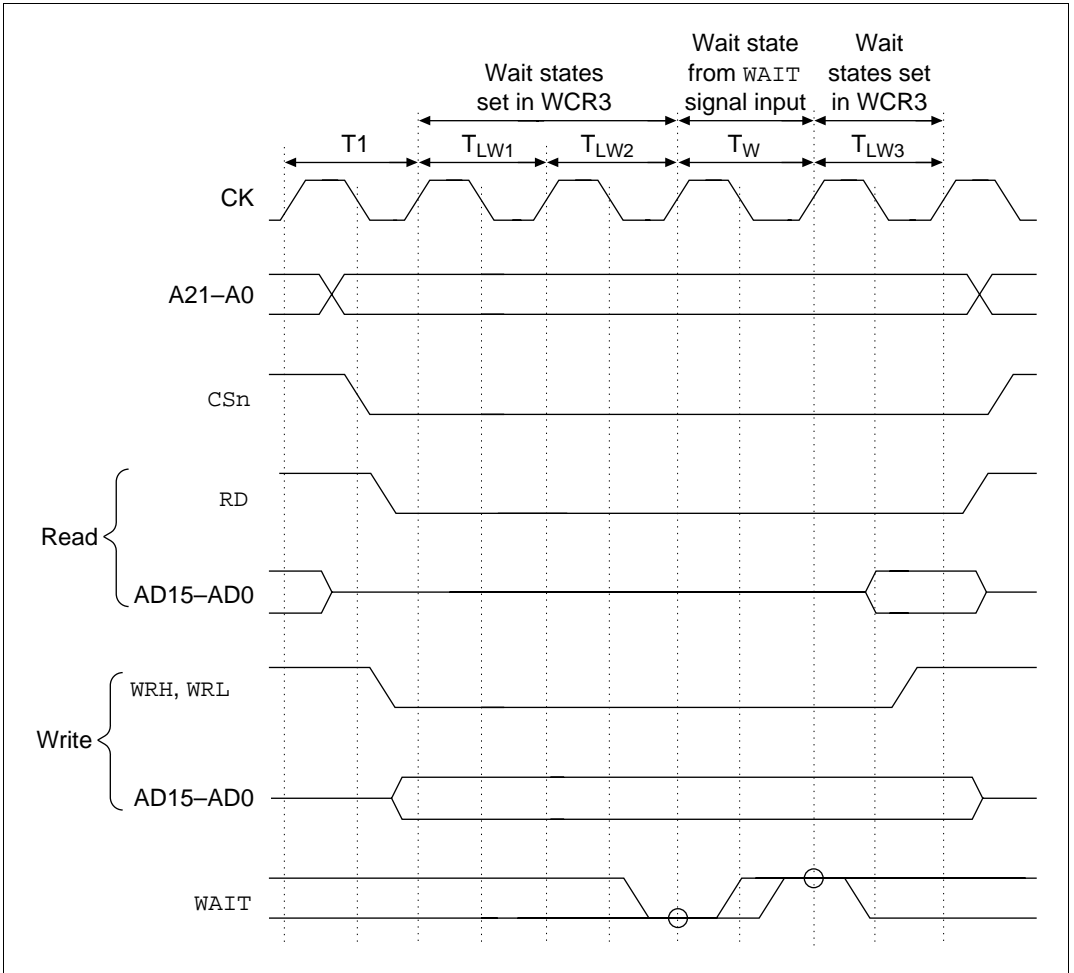 Wait states
set in WCR3
Wait state
from WAIT
signal input
Wait
states set
in WCR3
T1
TLW1
TLW2
TW
TLW3
CK
A21–A0
CSn
Read
RD
AD15–AD0
Write
WRH, WRL
AD15–AD0
WAIT